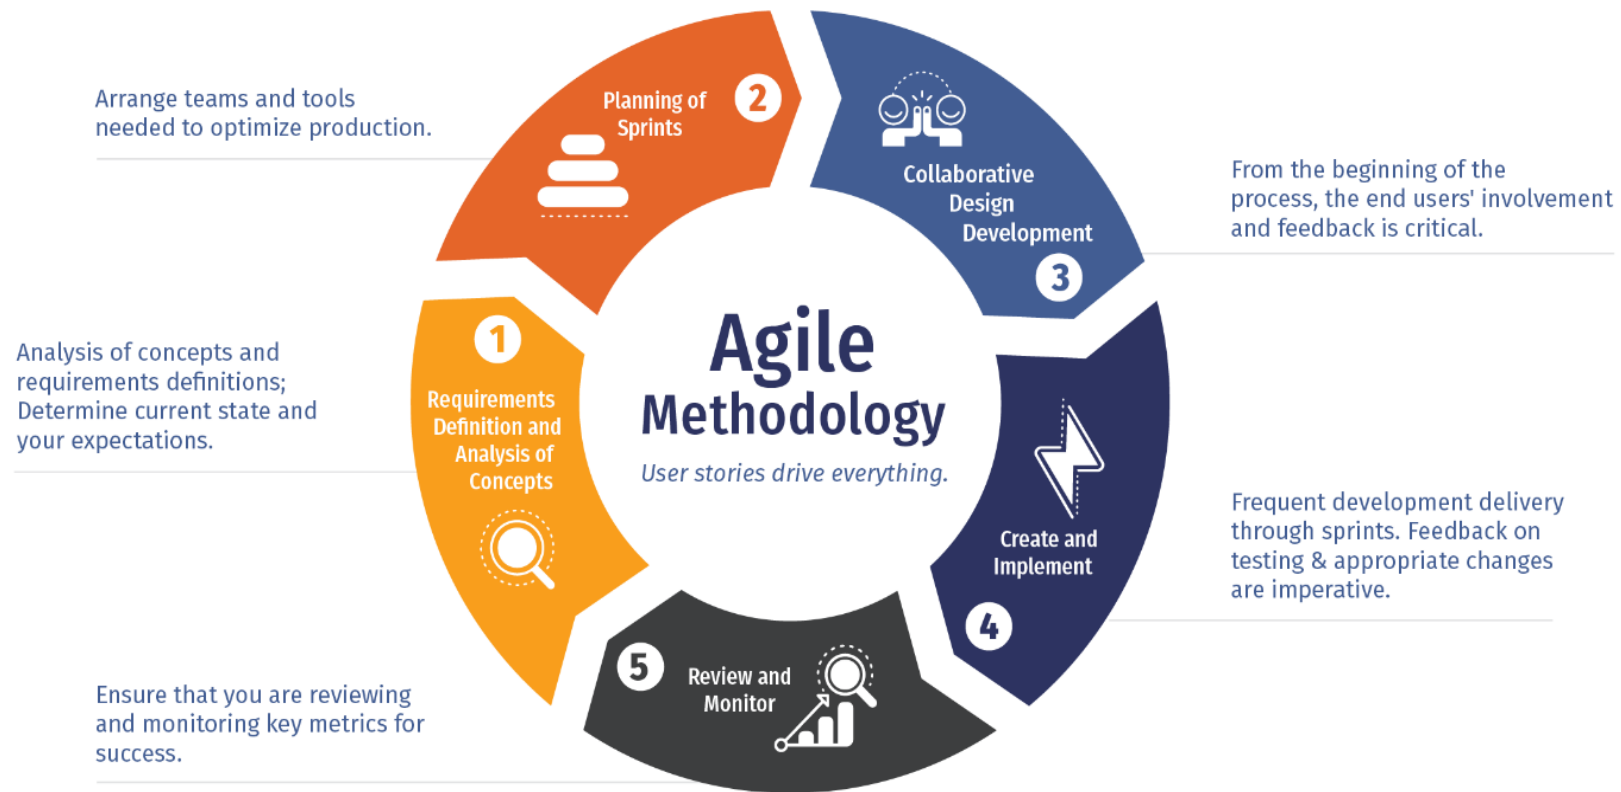 Agile
Methodology
User stories drive everything.
1
Requirements
Definition and
Analysis of
Concepts
Analysis of concepts and
requirements definitions;
Determine current state and
your expectations.
2
Planning of
Sprints
Arrange teams and tools
needed to optimize production.
Collaborative
Design
Development
3
From the beginning of the
process, the end users' involvement
and feedback is critical.
Create and
Implement
4
Frequent development delivery
through sprints. Feedback on
testing & appropriate changes
are imperative.
5
Review and
Monitor
Ensure that you are reviewing
and monitoring key metrics for
success.